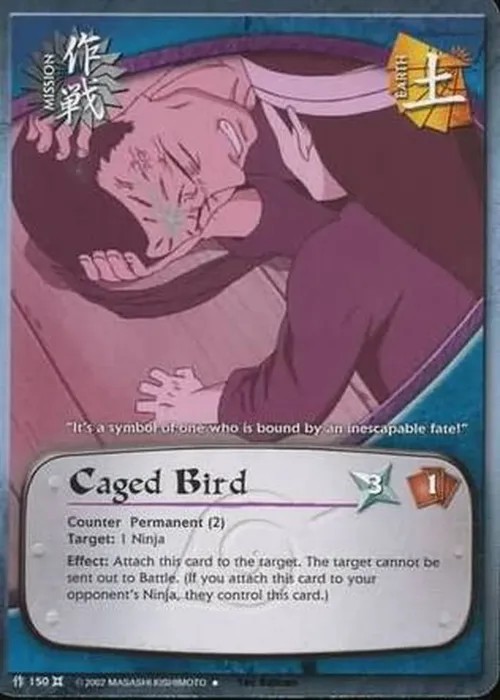 MISSION
作戦
EARTH
土
"It's a symbol of one who is bound by an inescapable fate!"
Caged Bird
3
1
Counter Permanent (2)
Target: 1 Ninja
Effect: Attach this card to the target. The target cannot be
sent out to Battle. (If you attach this card to your
opponent's Ninja, they control this card.)
作 150 © 2002 MASASHI KISHIMOTO ★ 1st Edition